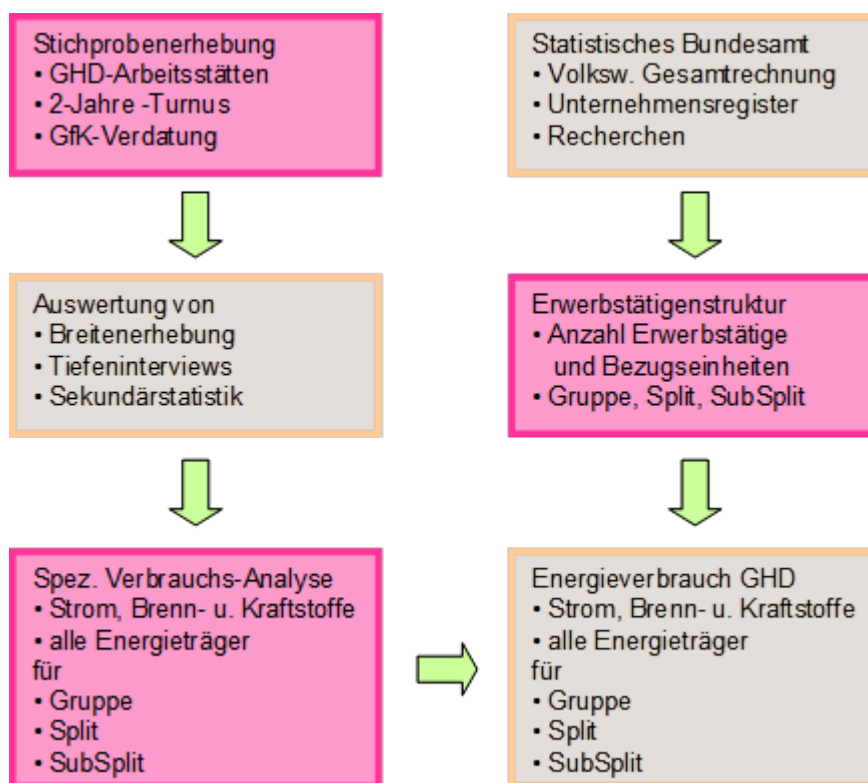 Stichprobenerhebung
• GHD-Arbeitsstätten
• 2-Jahre -Turnus
• GfK-Verdatung
Statistisches Bundesamt
• Volksw. Gesamtrechnung
• Unternehmensregister
• Recherchen
Auswertung von
• Breitenerhebung
• Tiefeninterviews
• Sekundärstatistik
Erwerbstätigenstruktur
• Anzahl Erwerbstätige
und Bezugseinheiten
• Gruppe, Split, SubSplit
Spez. Verbrauchs-Analyse
• Strom, Brenn- u. Kraftstoffe
• alle Energieträger
für
• Gruppe
• Split
• SubSplit
Energieverbrauch GHD
• Strom, Brenn- u. Kraftstoffe
• alle Energieträger
für
• Gruppe
• Split
• SubSplit